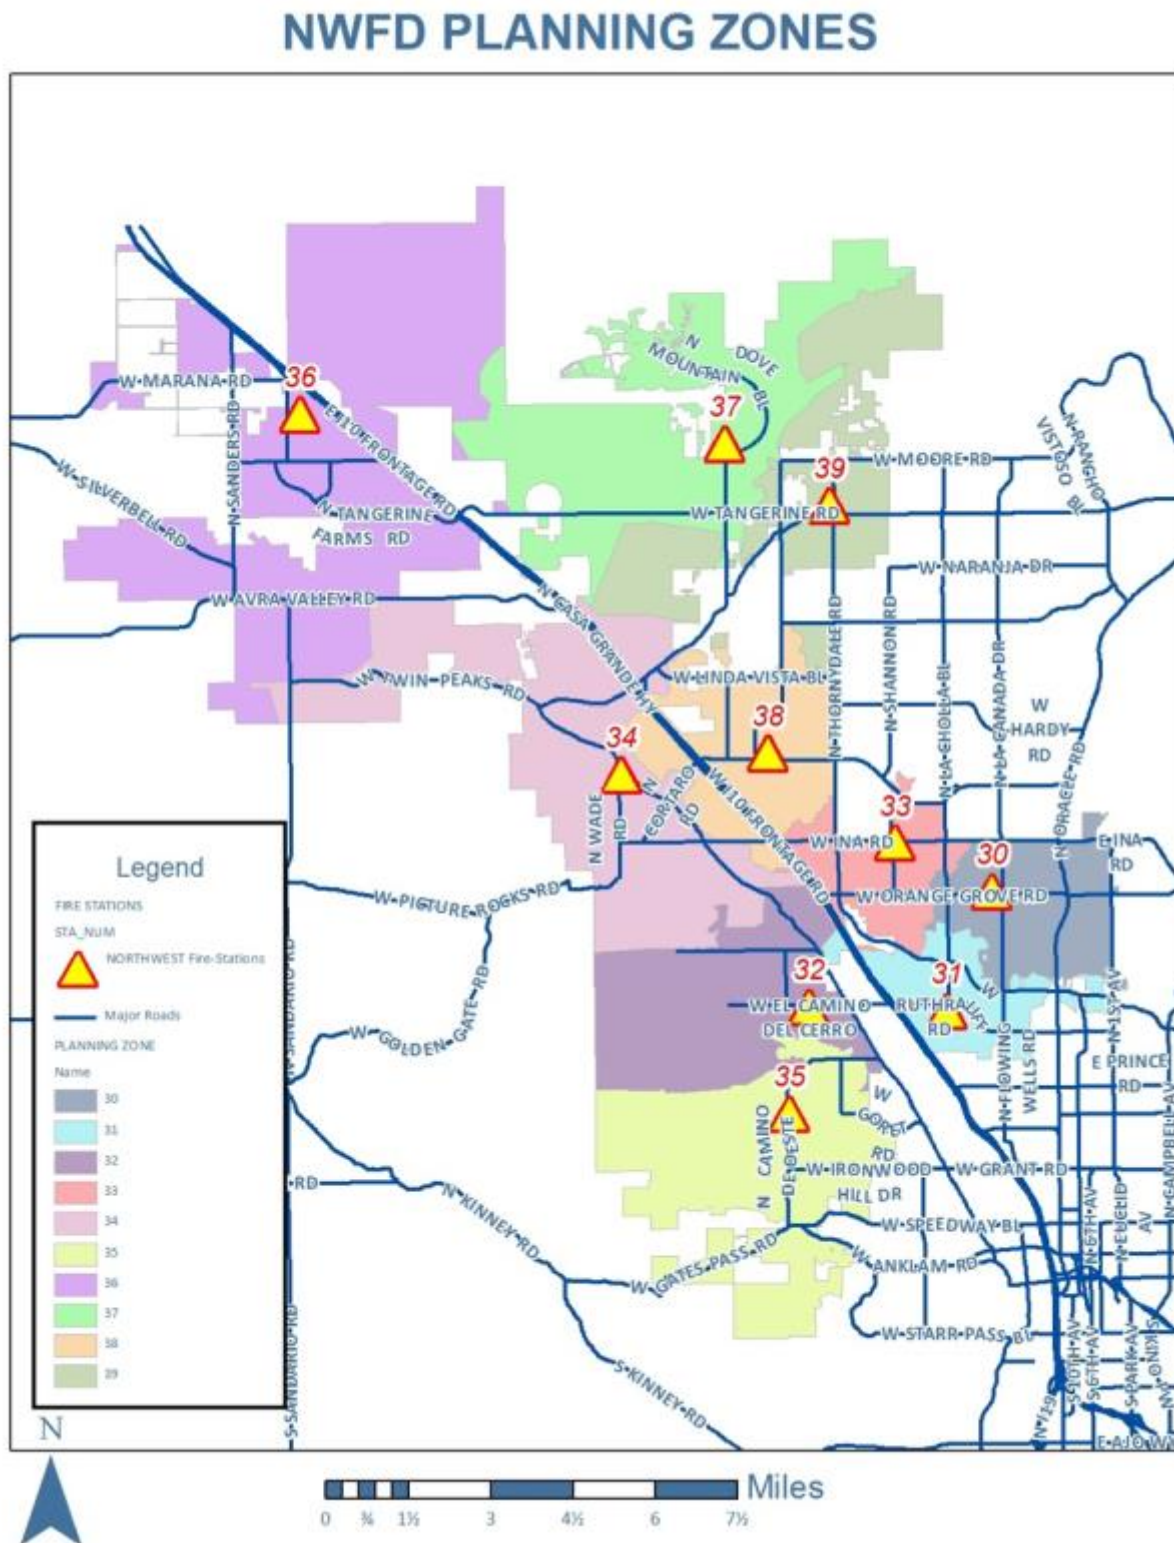 NWFD PLANNING ZONES
N DOVE
MOUNTAIN BL
W MARANA RD
36
E I10 FRONTAGE RD
37
N RANCHO
VISTOSO BL
W MOORE RD
39
N SANDERS RD
W SILVERBELL RD
N TANGERINE
FARMS RD
W TANGERINE RD
W NARANJA DR
W AVRA VALLEY RD
N CASA GRANDE HY
N THORNYDALE RD
N SHANNON RD
N LA CHOLLA BL
N LA CANADA DR
W TWIN PEAKS RD
W LINDA VISTA BL
W
HARDY
RD
38
34
N ORACLE RD
N WADE
RD
N
CORTARO
RD
W I10 FRONTAGE RD
33
W INA RD
E INA
RD
30
W PICTURE ROCKS RD
W ORANGE GROVE RD
N SANDARIO RD
32
31
W GOLDEN GATE RD
W EL CAMINO
DEL CERRO
W RUTHRAUFF
RD
N 1ST AV
35
E PRINCE
RD
N FLOWING
WELLS RD
N CAMINO
DE OESTE
W
GORET
RD
RD
W IRONWOOD
HILL DR
W GRANT RD
N CAMPBELL AV
N KINNEY RD
W SPEEDWAY BL
N 6TH AV
N EUCLID
AV
W GATES PASS RD
W ANKLAM RD
W STARR PASS BL
S SANDARIO RD
S KINNEY RD
S 10TH AV
S 6TH AV
S PARK AV
S KINO
N I19
E AJO WY
Legend
FIRE STATIONS
STA_NUM
NORTHWEST Fire-Stations
Major Roads
PLANNING ZONE
Name
30
31
32
33
34
35
36
37
38
39
N
Miles
0 ¾ 1½ 3 4½ 6 7½